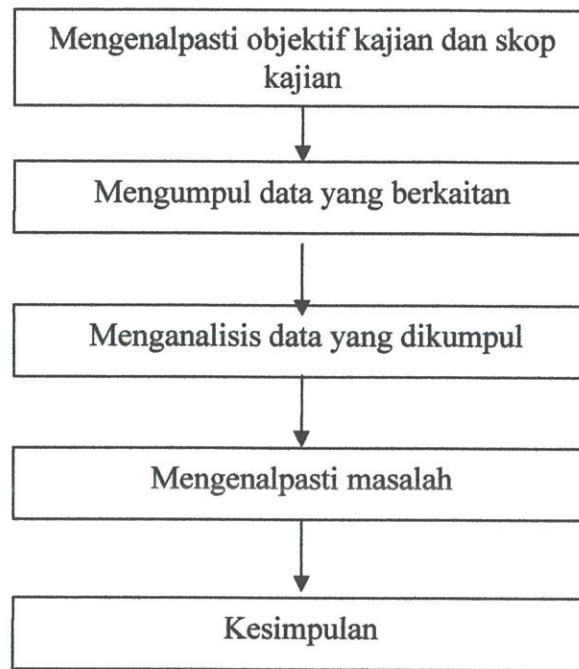 Mengenalpasti objektif kajian dan skop
kajian
Mengumpul data yang berkaitan
Menganalisis data yang dikumpul
Mengenalpasti masalah
Kesimpulan